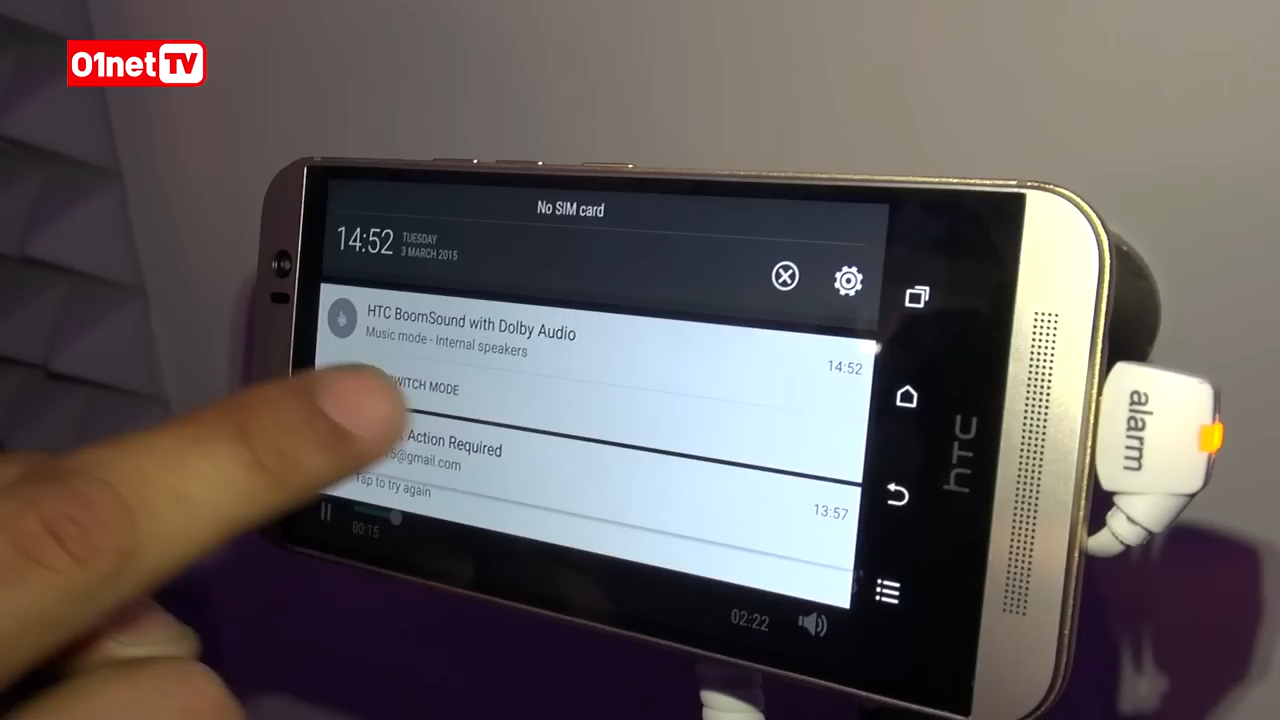 01net TV
No SIM card
14:52
TUESDAY
3 MARCH 2015
HTC BoomSound with Dolby Audio
Music mode - Internal speakers
14:52
SWITCH MODE
Action Required
@gmail.com
Tap to try again
13:57
00:15
02:22
hTC
alarm